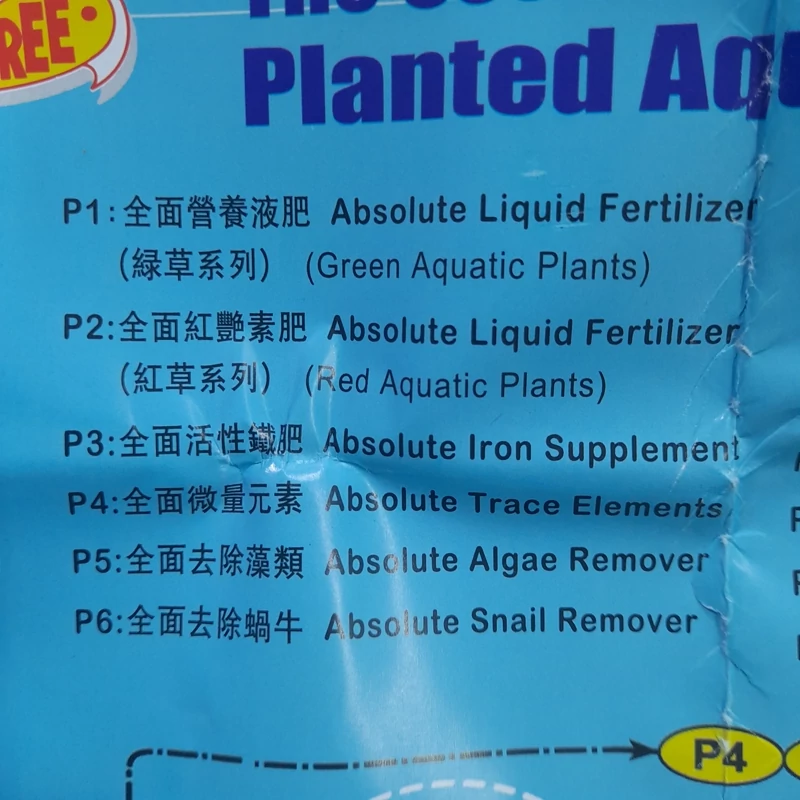 REE
Planted
P1:全面營養液肥 Absolute Liquid Fertilizer
(緑草系列) (Green Aquatic Plants)
P2:全面紅艷素肥 Absolute Liquid Fertilizer
(紅草系列) (Red Aquatic Plants)
P3:全面活性鐵肥 Absolute Iron Supplement
P4:全面微量元素 Absolute Trace Elements
P5:全面去除藻類 Absolute Algae Remover
P6:全面去除蝸牛 Absolute Snail Remover
P4